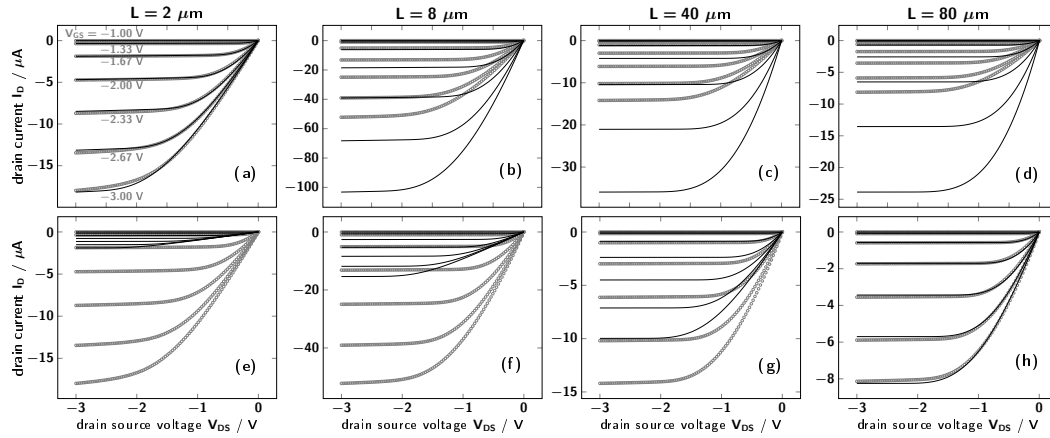 L = 2 μm
L = 8 μm
L = 40 μm
L = 80 μm
drain current I_D / μA
0
−5
−10
−15
V_GS = −1.00 V
−1.33 V
−1.67 V
−2.00 V
−2.33 V
−2.67 V
−3.00 V
(a)
0
−20
−40
−60
−80
−100
(b)
0
−10
−20
−30
(c)
0
−5
−10
−15
−20
−25
(d)
drain current I_D / μA
0
−5
−10
−15
(e)
0
−20
−40
(f)
0
−5
−10
−15
(g)
0
−2
−4
−6
−8
(h)
−3 −2 −1 0
−3 −2 −1 0
−3 −2 −1 0
−3 −2 −1 0
drain source voltage V_DS / V
drain source voltage V_DS / V
drain source voltage V_DS / V
drain source voltage V_DS / V